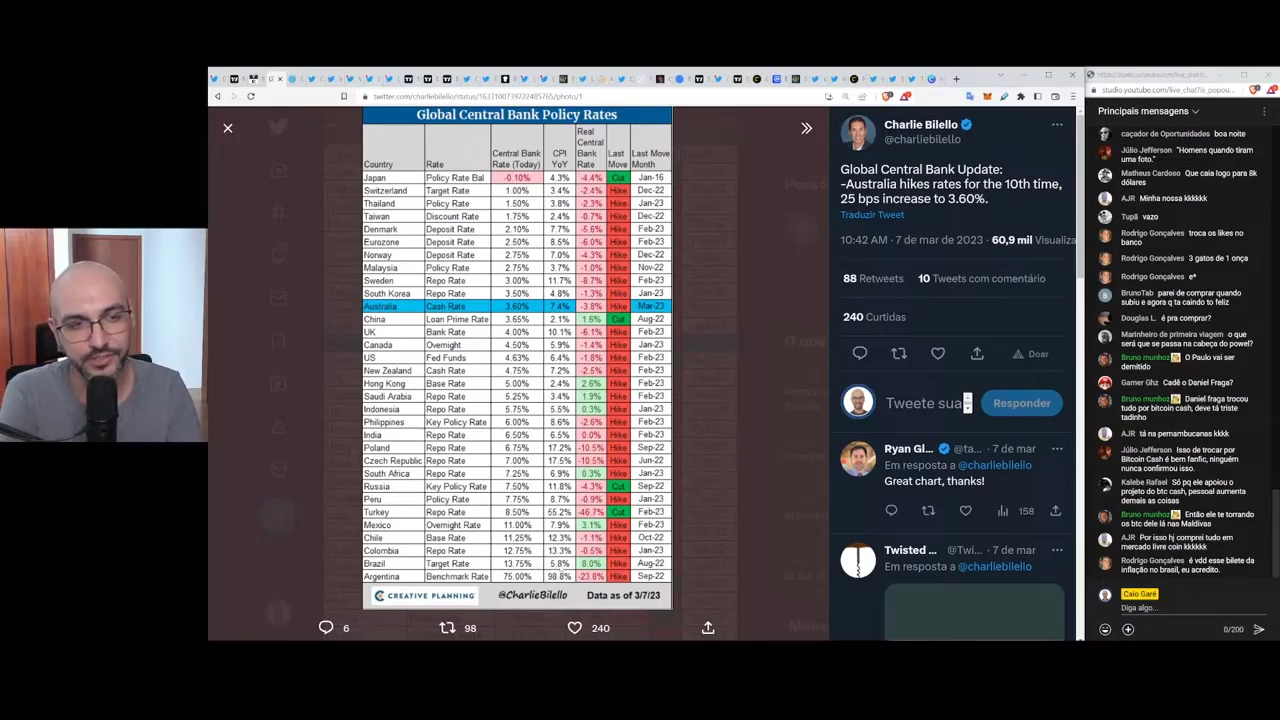 twitter.com/charliebilello/status/1633100739722485765/photo/1
Global Central Bank Policy Rates
Country Rate Central Bank Rate (Today) CPI YoY Real Central Bank Rate Last Move Last Move Month
Japan Policy Rate Bal -0.10% 4.3% -4.4% Cut Jan-16
Switzerland Target Rate 1.00% 3.4% -2.4% Hike Dec-22
Thailand Policy Rate 1.50% 3.8% -2.3% Hike Jan-23
Taiwan Discount Rate 1.75% 2.4% -0.7% Hike Dec-22
Denmark Deposit Rate 2.10% 7.7% -5.6% Hike Feb-23
Eurozone Deposit Rate 2.50% 8.5% -6.0% Hike Feb-23
Norway Deposit Rate 2.75% 7.0% -4.3% Hike Dec-22
Malaysia Policy Rate 2.75% 3.7% -1.0% Hike Nov-22
Sweden Repo Rate 3.00% 11.7% -8.7% Hike Feb-23
South Korea Repo Rate 3.50% 4.8% -1.3% Hike Jan-23
Australia Cash Rate 3.60% 7.4% -3.8% Hike Mar-23
China Loan Prime Rate 3.65% 2.1% 1.6% Cut Aug-22
UK Bank Rate 4.00% 10.1% -6.1% Hike Feb-23
Canada Overnight 4.50% 5.9% -1.4% Hike Jan-23
US Fed Funds 4.63% 6.4% -1.8% Hike Feb-23
New Zealand Cash Rate 4.75% 7.2% -2.5% Hike Feb-23
Hong Kong Base Rate 5.00% 2.4% 2.6% Hike Feb-23
Saudi Arabia Repo Rate 5.25% 3.4% 1.9% Hike Feb-23
Indonesia Repo Rate 5.75% 5.5% 0.3% Hike Jan-23
Philippines Key Policy Rate 6.00% 8.6% -2.6% Hike Feb-23
India Repo Rate 6.50% 6.5% 0.0% Hike Feb-23
Poland Repo Rate 6.75% 17.2% -10.5% Hike Sep-22
Czech Republic Repo Rate 7.00% 17.5% -10.5% Hike Jun-22
South Africa Repo Rate 7.25% 6.9% 0.3% Hike Jan-23
Russia Key Policy Rate 7.50% 11.8% -4.3% Cut Sep-22
Peru Policy Rate 7.75% 8.7% -0.9% Hike Jan-23
Turkey Repo Rate 8.50% 55.2% -46.7% Cut Feb-23
Mexico Overnight Rate 11.00% 7.9% 3.1% Hike Feb-23
Chile Base Rate 11.25% 12.3% -1.1% Hike Oct-22
Colombia Repo Rate 12.75% 13.3% -0.5% Hike Jan-23
Brazil Target Rate 13.75% 5.8% 8.0% Hike Aug-22
Argentina Benchmark Rate 75.00% 98.8% -23.8% Hike Sep-22
CREATIVE PLANNING @CharlieBilello Data as of 3/7/23
6 98 240
Charlie Bilello
@charliebilello
Global Central Bank Update:
-Australia hikes rates for the 10th time,
25 bps increase to 3.60%.
Traduzir Tweet
10:42 AM · 7 de mar de 2023 · 60,9 mil Visualiza
88 Retweets 10 Tweets com comentário
240 Curtidas
Doar
Tweete sua
Responder
Ryan Gl... @ta... · 7 de mar
Em resposta a @charliebilello
Great chart, thanks!
158
Twisted ... @Twi... · 7 de mar
Em resposta a @charliebilello
studio.youtube.com/live_chat?is_popou...
Principais mensagens
caçador de Oportunidades boa noite
Júlio Jefferson "Homens quando tiram
uma foto."
Matheus Cardoso Que caia logo para 8k
dólares
AJR Minha nossa kkkkkk
Tupã vazo
Rodrigo Gonçalves troca os likes no
banco
Rodrigo Gonçalves 3 gatos de 1 onça
Rodrigo Gonçalves e*
BrunoTab parei de comprar quando
subiu e agora q ta caindo to feliz
Douglas L. é pra comprar?
Marinheiro de primeira viagem o que
será que se passa na cabeça do powel?
Bruno munhoz O Paulo vai ser
demitido
Gamer Ghz Cadê o Daniel Fraga?
Bruno munhoz Daniel fraga trocou
tudo por bitcoin cash, deve tá triste
tadinho
AJR tá na pernambucanas kkkk
Júlio Jefferson Isso de trocar por
Bitcoin Cash é bem fanfic, ninguém
nunca confirmou isso.
Kalebe Rafael Só pq ele apoiou o
projeto do btc cash, pessoal aumenta
demais as coisas
Bruno munhoz Então ele te torrando
os btc dele lá nas Maldivas
AJR Por isso hj comprei tudo em
mercado livre coin kkkkkk
Rodrigo Gonçalves é vdd esse bilete da
inflação no brasil, eu acredito.
Caio Garé
Diga algo...
0/200